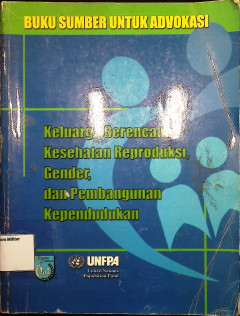 BUKU SUMBER UNTUK ADVOKASI
Keluarga Berencana
Kesehatan Reproduksi,
Gender,
dan Pembangunan
Kependudukan
UNFPA
United Nations
Population Fund